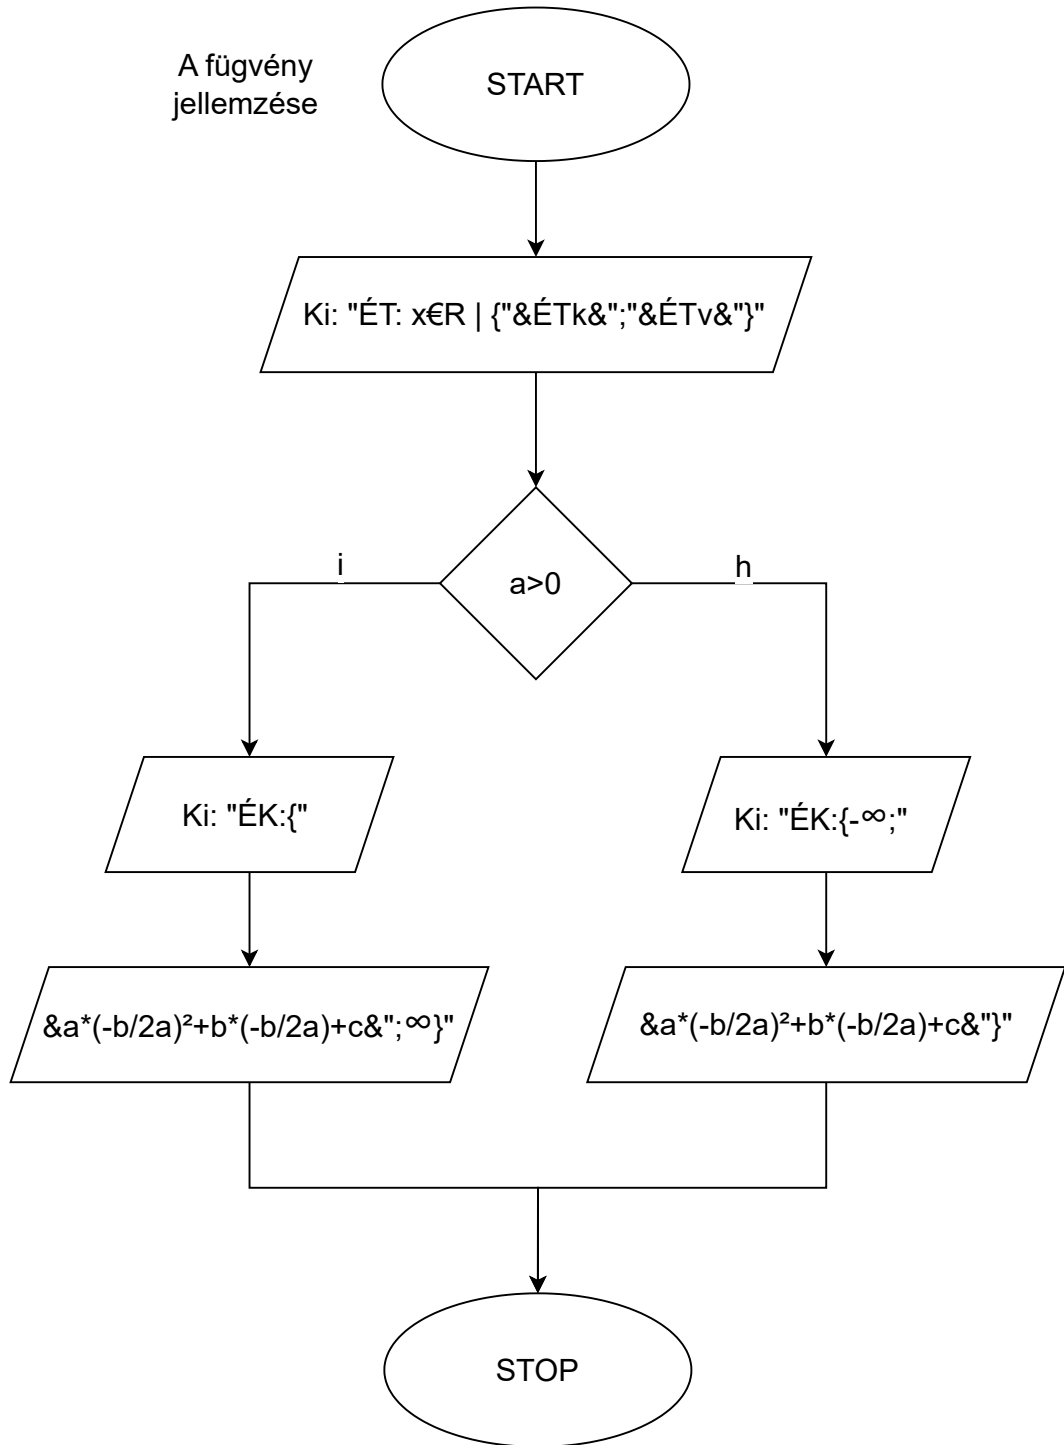 A fügvény
jellemzése
START
Ki: "ÉT: x€R | {"&ÉTk&";"&ÉTv&"}"
a>0
i
h
Ki: "ÉK:{"
Ki: "ÉK:{-∞;"
&a*(-b/2a)²+b*(-b/2a)+c&";∞}"
&a*(-b/2a)²+b*(-b/2a)+c&"}"
STOP